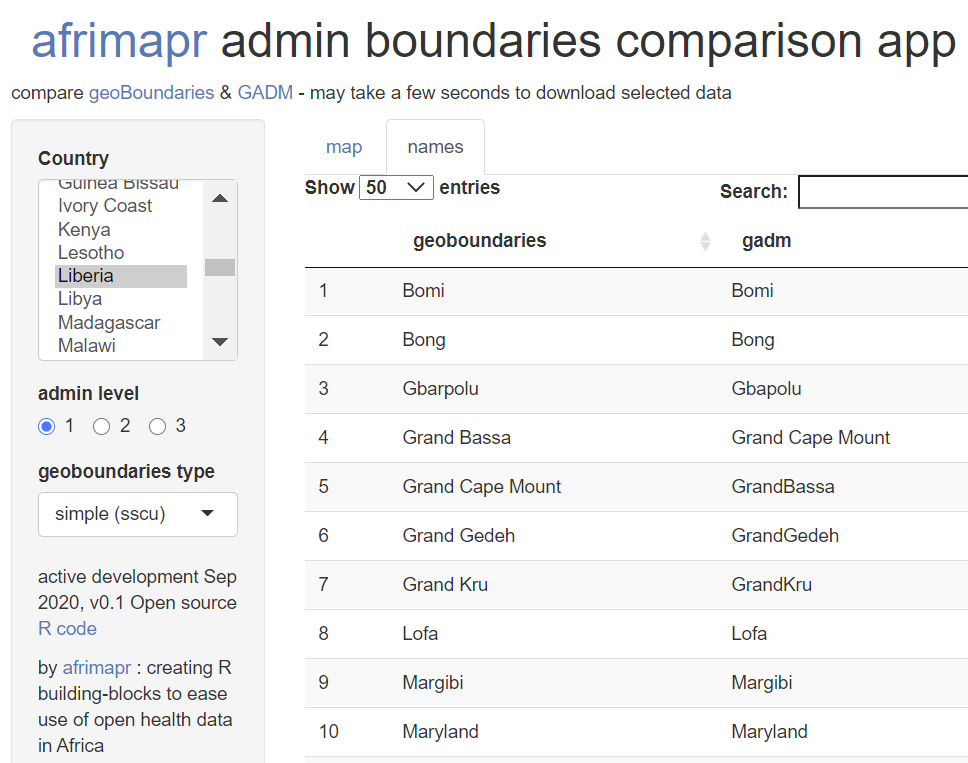 afrimapr admin boundaries comparison app
compare geoBoundaries & GADM - may take a few seconds to download selected data
Country
Guinea Bissau
Ivory Coast
Kenya
Lesotho
Liberia
Libya
Madagascar
Malawi
admin level
1 2 3
geoboundaries type
simple (sscu)
active development Sep
2020, v0.1 Open source
R code
by afrimapr : creating R
building-blocks to ease
use of open health data
in Africa
map names
Show 50 entries Search:
geoboundaries gadm
1 Bomi Bomi
2 Bong Bong
3 Gbarpolu Gbapolu
4 Grand Bassa Grand Cape Mount
5 Grand Cape Mount GrandBassa
6 Grand Gedeh GrandGedeh
7 Grand Kru GrandKru
8 Lofa Lofa
9 Margibi Margibi
10 Maryland Maryland